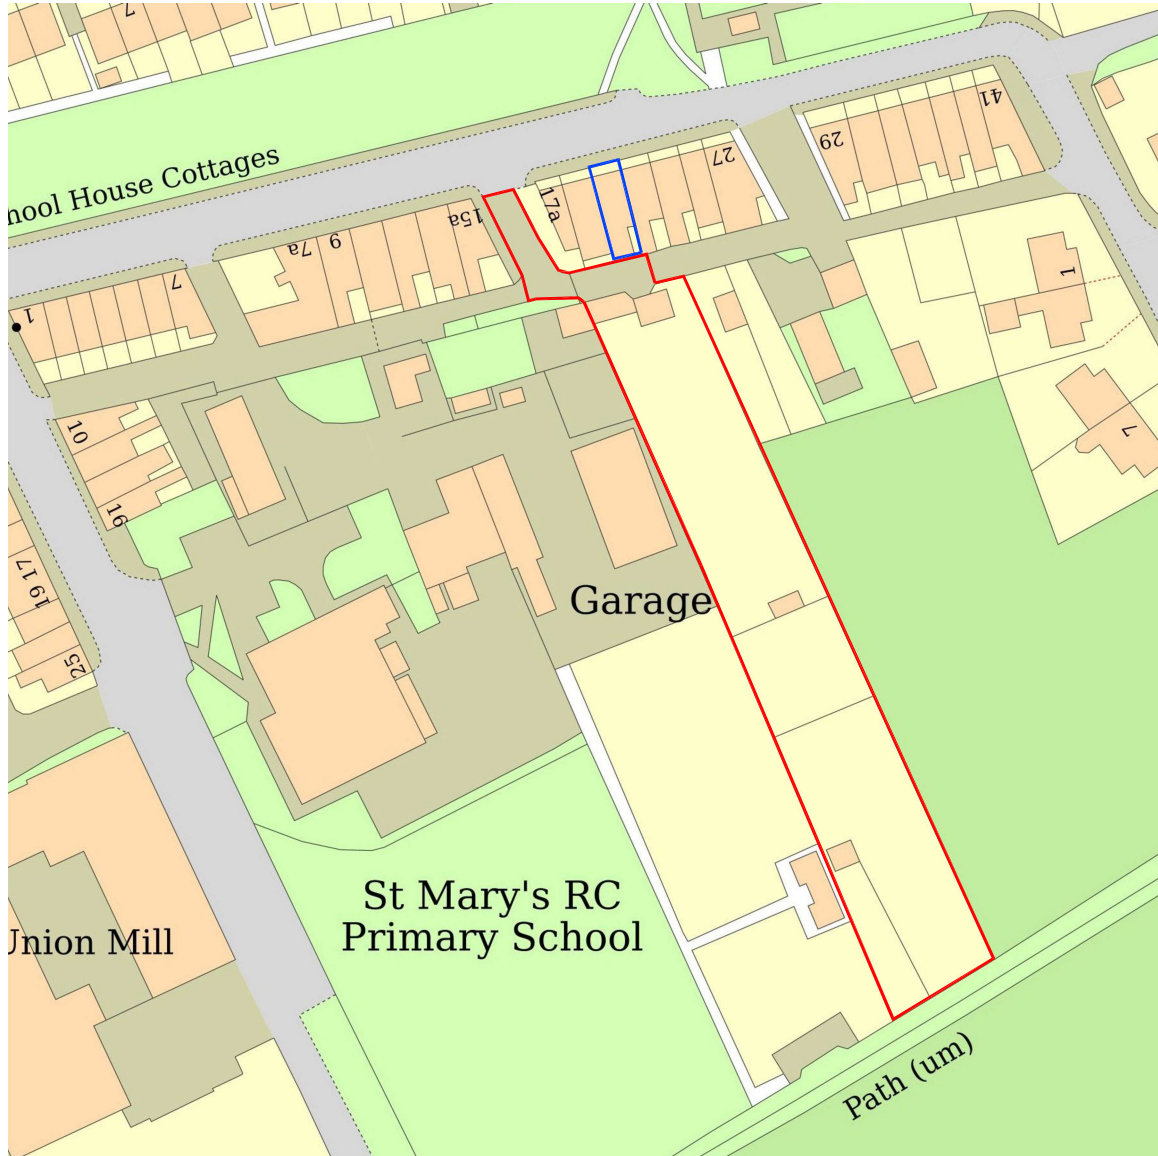 7
41
29
27
hool House Cottages
17a
15a
9
7a
7
1
1
10
7
16
19 17
Garage
25
St Mary's RC
Primary School
Union Mill
Path (um)